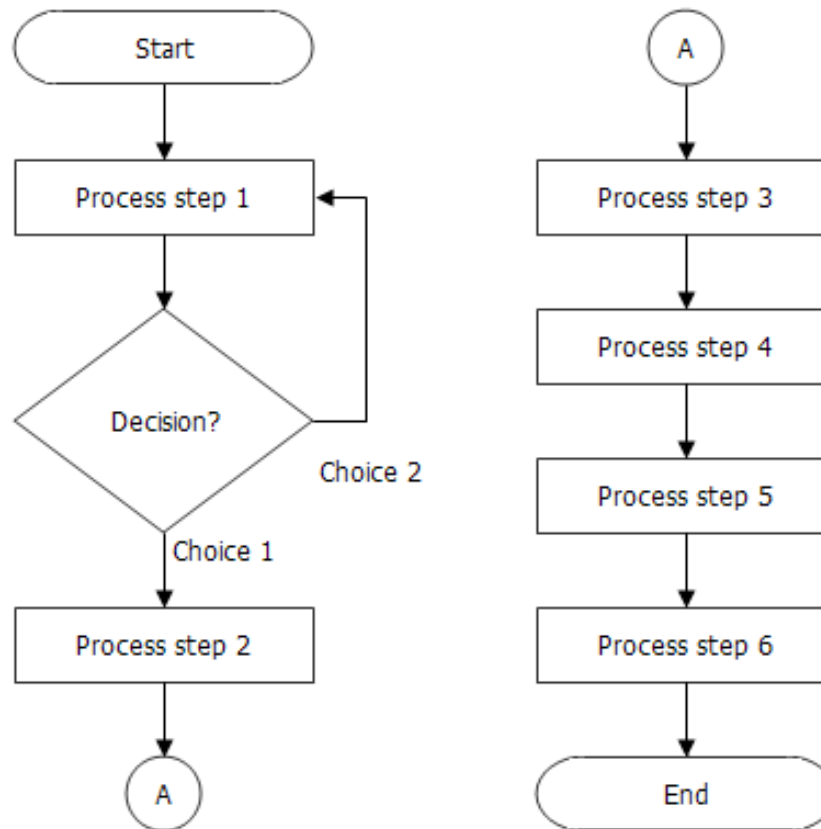 Start
Process step 1
Decision?
Choice 2
Choice 1
Process step 2
A
A
Process step 3
Process step 4
Process step 5
Process step 6
End